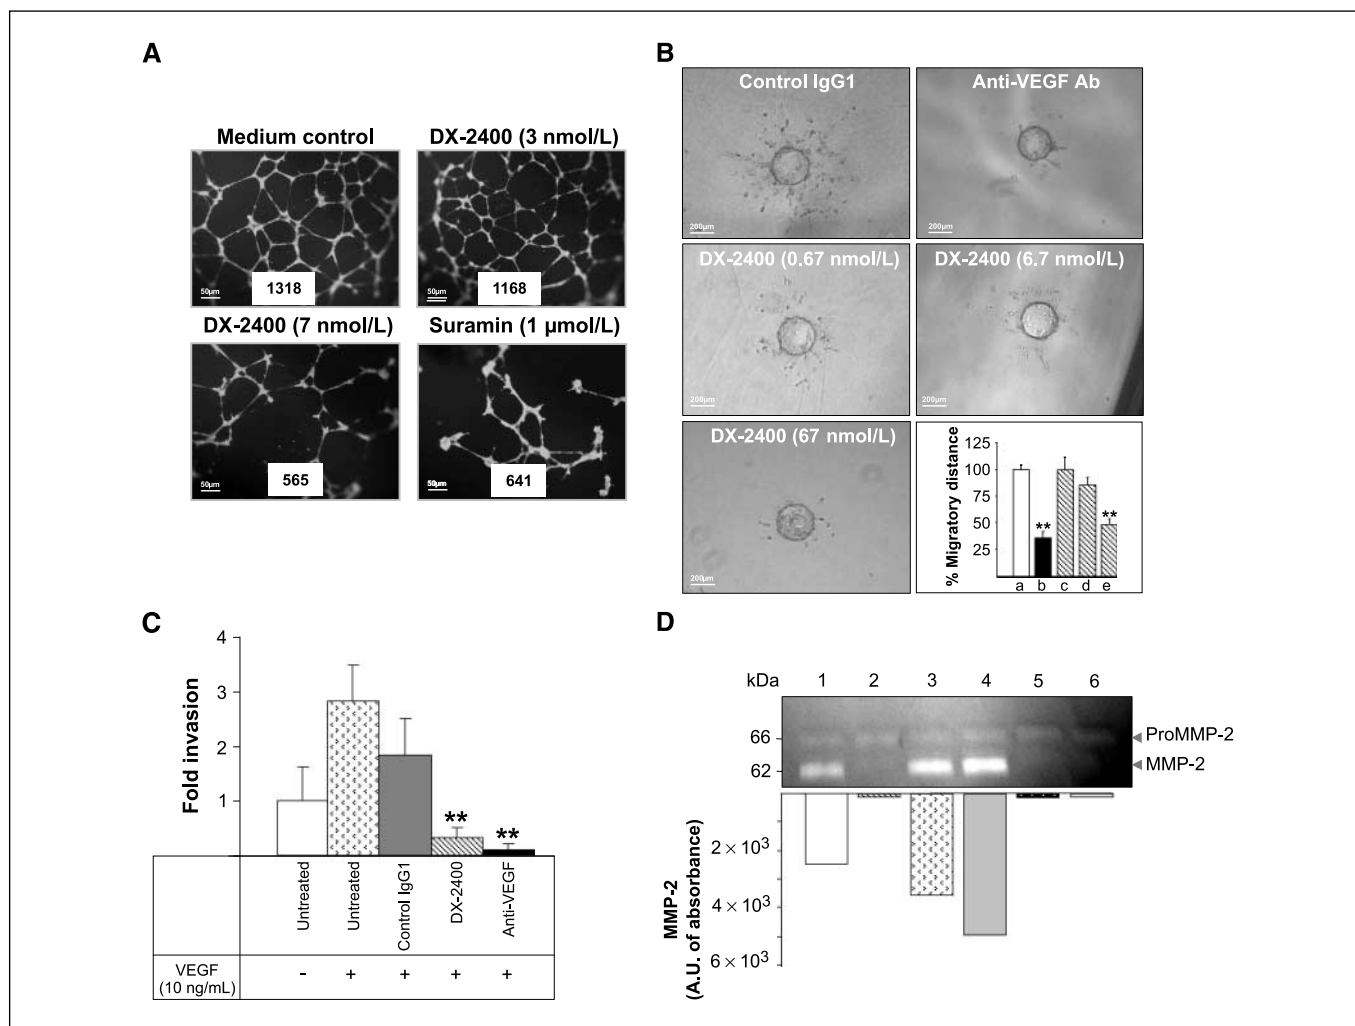 A
Medium control
DX-2400 (3 nmol/L)
50µm
1318
50µm
1168
DX-2400 (7 nmol/L)
Suramin (1 µmol/L)
50µm
565
50µm
641
B
Control IgG1
Anti-VEGF Ab
200µm
200µm
DX-2400 (0.67 nmol/L)
DX-2400 (6.7 nmol/L)
200µm
200µm
DX-2400 (67 nmol/L)
200µm
% Migratory distance
125
100
75
50
25
**
**
a b c d e
C
Fold invasion
4
3
2
1
**
**
Untreated
Untreated
Control IgG1
DX-2400
Anti-VEGF
VEGF
(10 ng/mL)
- + + + +
D
kDa 1 2 3 4 5 6
66
ProMMP-2
62
MMP-2
MMP-2
(A.U. of absorbance)
2 × 10³
4 × 10³
6 × 10³